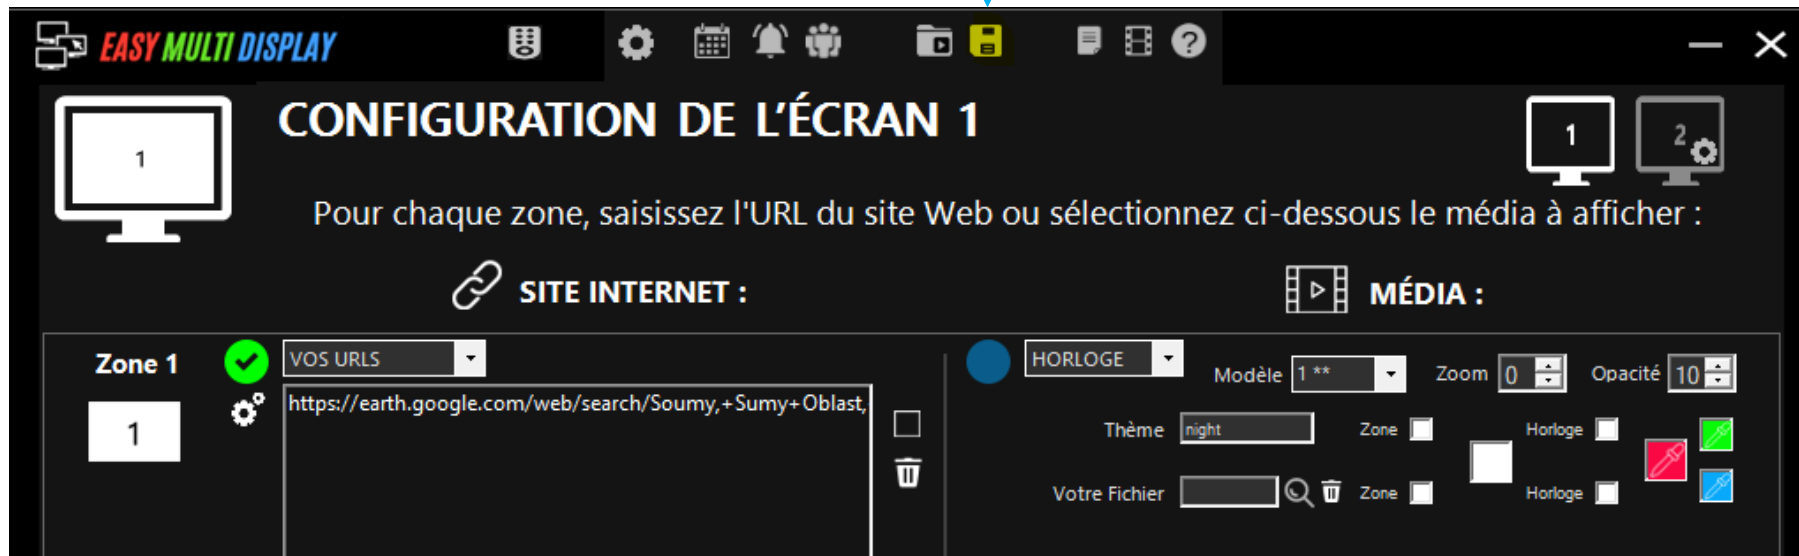 EASY MULTI DISPLAY
1
CONFIGURATION DE L'ÉCRAN 1
1
2
Pour chaque zone, saisissez l'URL du site Web ou sélectionnez ci-dessous le média à afficher :
SITE INTERNET :
MÉDIA :
Zone 1
VOS URLS
HORLOGE
Modèle 1 **
Zoom 0
Opacité 10
1
https://earth.google.com/web/search/Soumy,+Sumy+Oblast,
Thème night
Zone
Horloge
Votre Fichier
Zone
Horloge